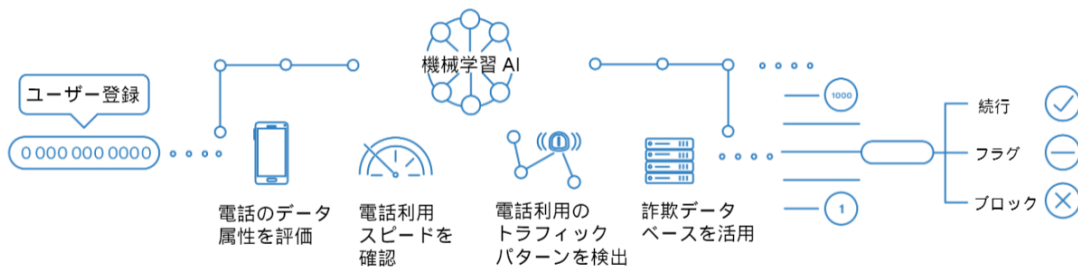 ユーザー登録
0 000 000 0000
機械学習 AI
電話のデータ
属性を評価
電話利用
スピードを
確認
電話利用の
トラフィック
パターンを検出
詐欺データ
ベースを活用
1000
1
続行
フラグ
ブロック